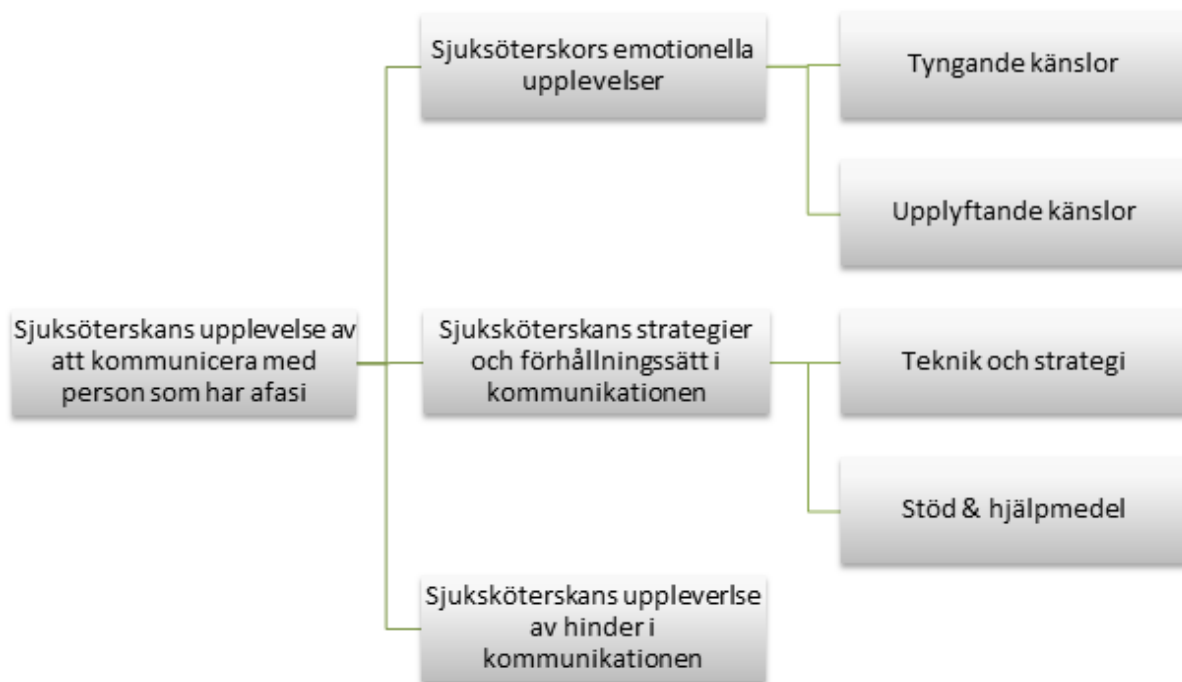 Sjuksöterskors emotionella
upplevelser
Tyngande känslor
Upplyftande känslor
Sjuksöterskans upplevelse av
att kommunicera med
person som har afasi
Sjuksköterskans strategier
och förhållningssätt i
kommunikationen
Teknik och strategi
Stöd & hjälpmedel
Sjuksköterskans uppleverlse
av hinder i
kommunikationen